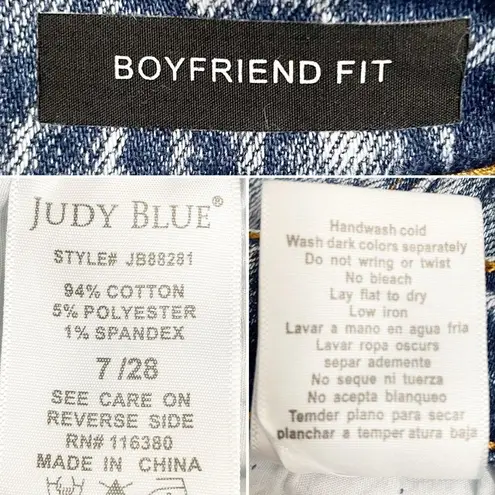 BOYFRIEND FIT
JUDY BLUE®
STYLE# JB88281
94% COTTON
5% POLYESTER
1% SPANDEX
7 / 28
SEE CARE ON
REVERSE SIDE
RN# 116380
MADE IN CHINA
Handwash cold
Wash dark colors separately
Do not wring or twist
No bleach
Lay flat to dry
Low iron
Lavar a mano en agua fria
Lavar ropa oscurs
separ ademente
No seque ni tuerza
No acepta blanqueo
Temder plano para secar
planchar a temper atura baja